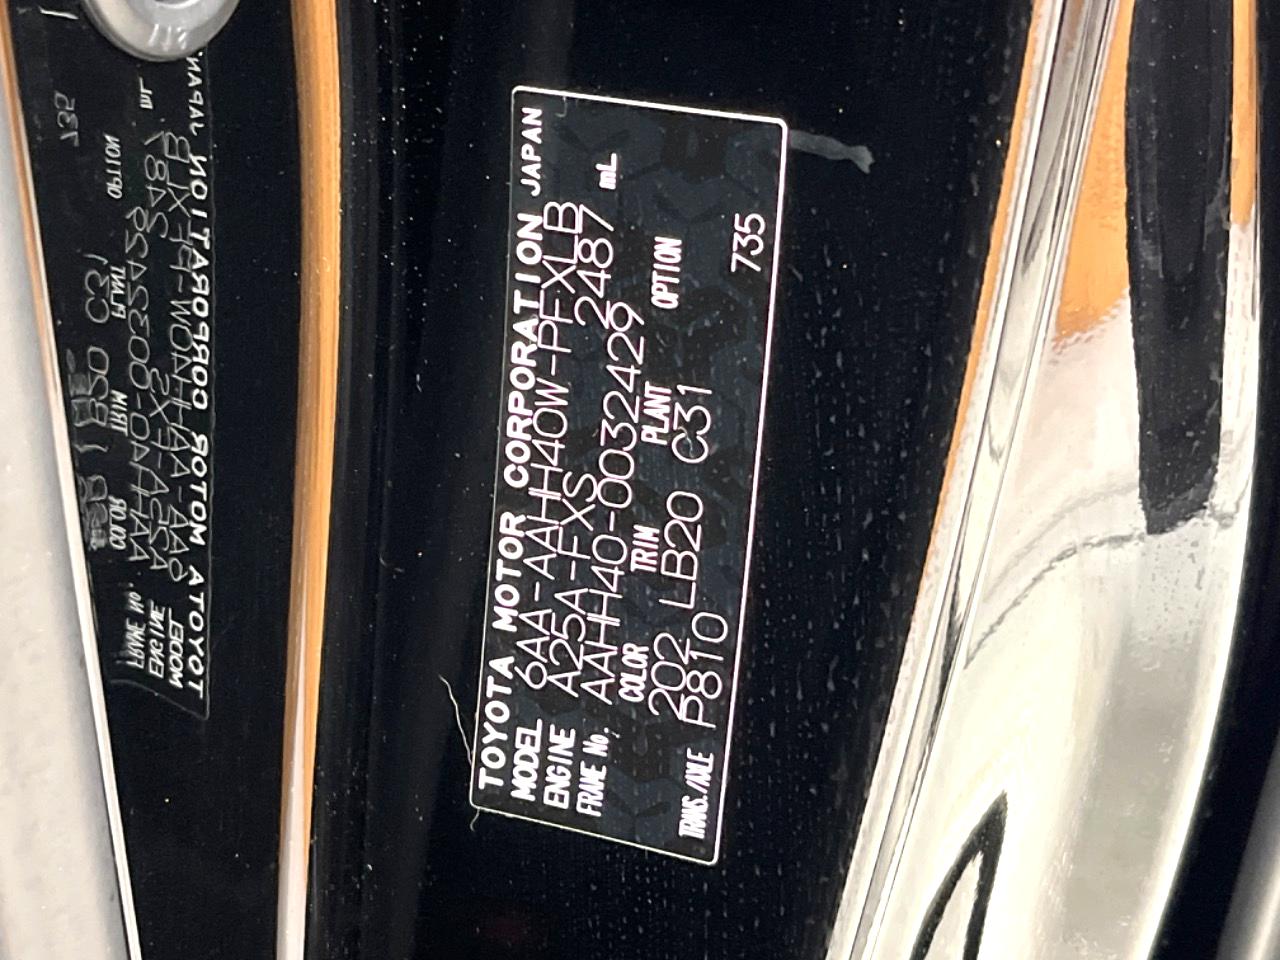 TOYOTA MOTOR CORPORATION JAPAN
MODEL 6AA-AAHH40W-PFXLB
ENGINE A25A-FXS 2487 mL
FRAME No. AAHH40-0032429
COLOR TRIM PLANT OPTION
202 LB20 C31
TRANS./AXLE P810 735